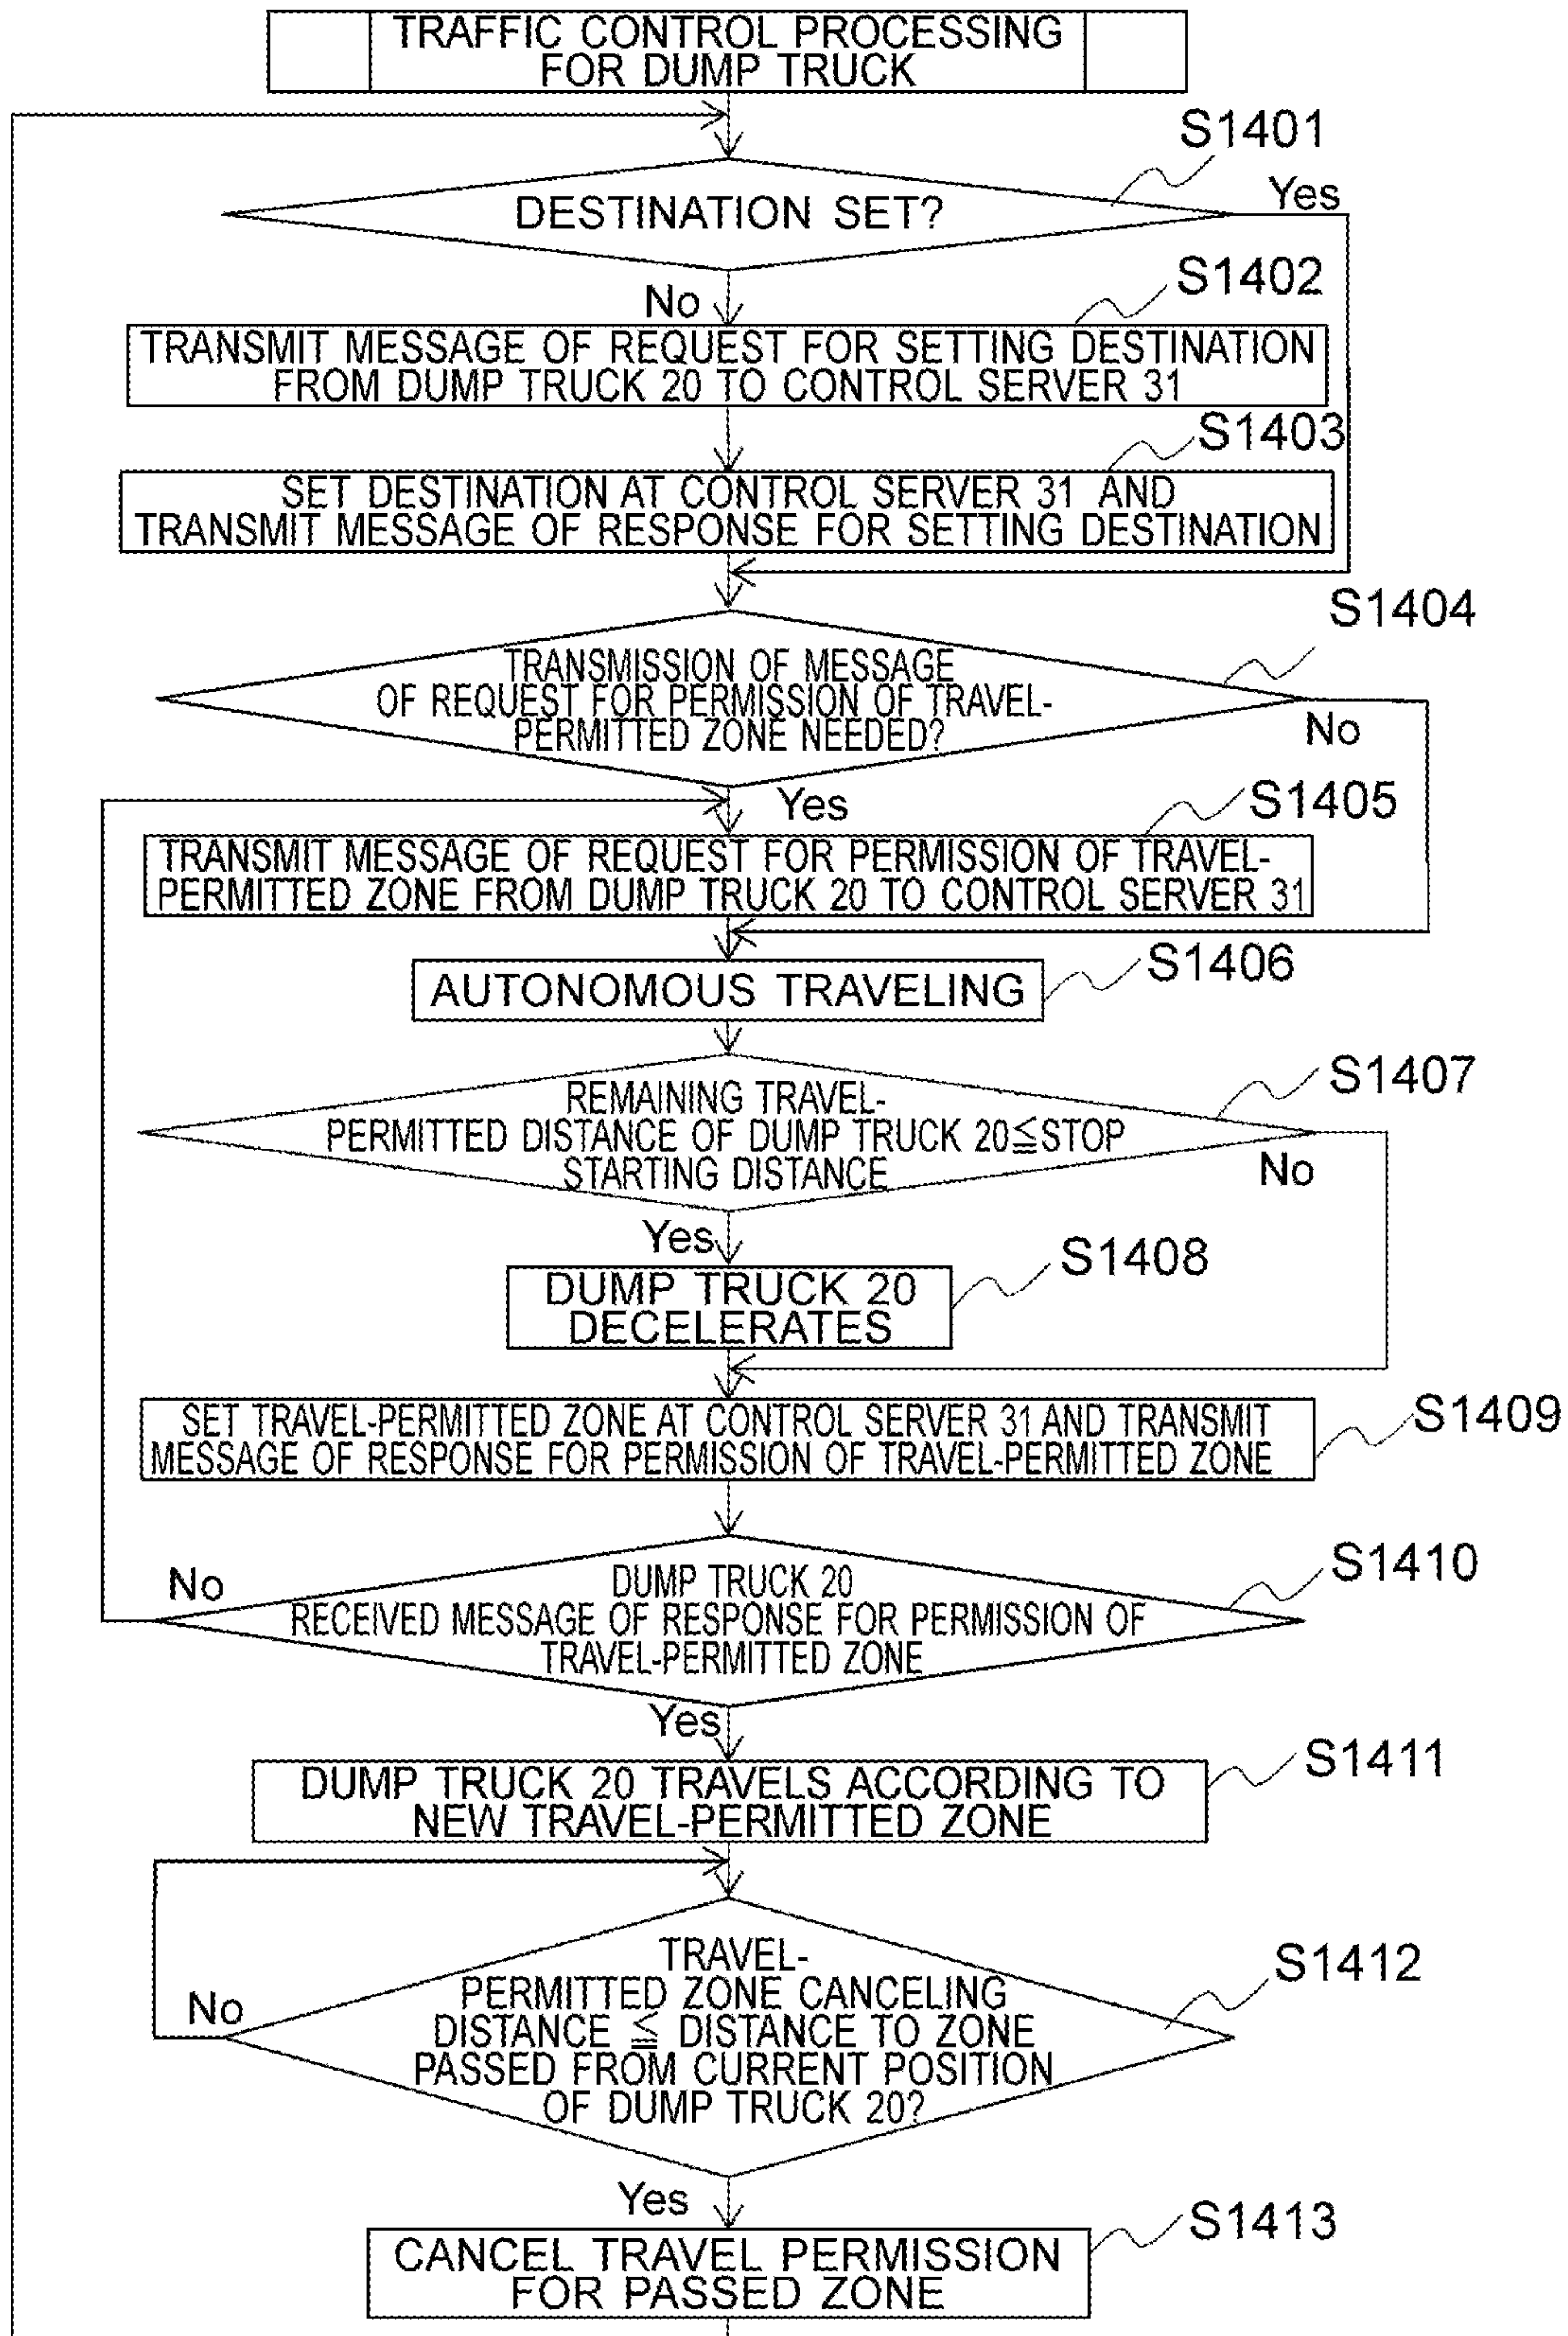 TRAFFIC CONTROL PROCESSING
FOR DUMP TRUCK
S1401
DESTINATION SET?
Yes
No
S1402
TRANSMIT MESSAGE OF REQUEST FOR SETTING DESTINATION
FROM DUMP TRUCK 20 TO CONTROL SERVER 31
S1403
SET DESTINATION AT CONTROL SERVER 31 AND
TRANSMIT MESSAGE OF RESPONSE FOR SETTING DESTINATION
S1404
TRANSMISSION OF MESSAGE
OF REQUEST FOR PERMISSION OF TRAVEL-
PERMITTED ZONE NEEDED?
No
Yes
S1405
TRANSMIT MESSAGE OF REQUEST FOR PERMISSION OF TRAVEL-
PERMITTED ZONE FROM DUMP TRUCK 20 TO CONTROL SERVER 31
S1406
AUTONOMOUS TRAVELING
S1407
REMAINING TRAVEL-
PERMITTED DISTANCE OF DUMP TRUCK 20≦STOP
STARTING DISTANCE
No
Yes
S1408
DUMP TRUCK 20
DECELERATES
S1409
SET TRAVEL-PERMITTED ZONE AT CONTROL SERVER 31 AND TRANSMIT
MESSAGE OF RESPONSE FOR PERMISSION OF TRAVEL-PERMITTED ZONE
S1410
No
DUMP TRUCK 20
RECEIVED MESSAGE OF RESPONSE FOR PERMISSION OF
TRAVEL-PERMITTED ZONE
Yes
S1411
DUMP TRUCK 20 TRAVELS ACCORDING TO
NEW TRAVEL-PERMITTED ZONE
S1412
No
TRAVEL-
PERMITTED ZONE CANCELING
DISTANCE ≦ DISTANCE TO ZONE
PASSED FROM CURRENT POSITION
OF DUMP TRUCK 20?
Yes
S1413
CANCEL TRAVEL PERMISSION
FOR PASSED ZONE